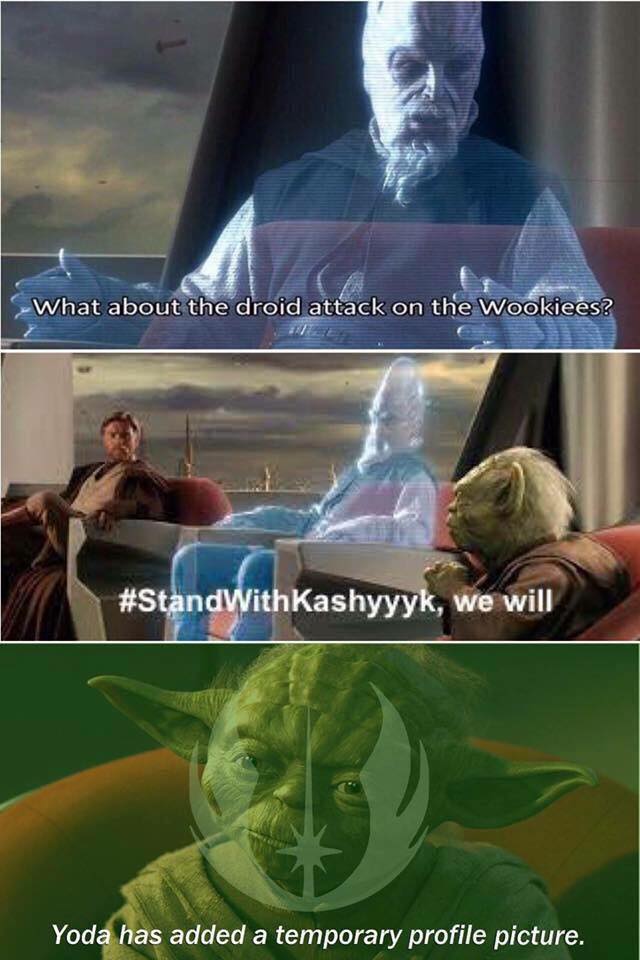 What about the droid attack on the Wookiees?
#StandWithKashyyyk, we will
Yoda has added a temporary profile picture.